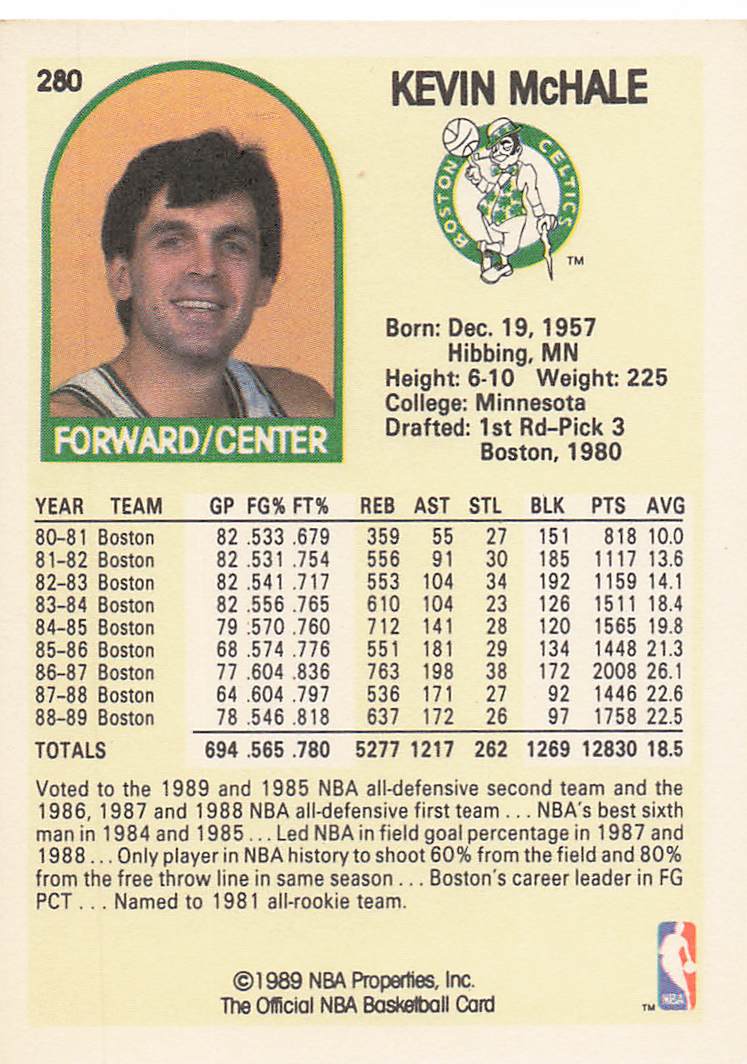 280
KEVIN McHALE
BOSTON CELTICS
TM
Born: Dec. 19, 1957
Hibbing, MN
Height: 6-10 Weight: 225
College: Minnesota
Drafted: 1st Rd–Pick 3
Boston, 1980
FORWARD/CENTER
YEAR TEAM GP FG% FT% REB AST STL BLK PTS AVG
80–81 Boston 82 .533 .679 359 55 27 151 818 10.0
81–82 Boston 82 .531 .754 556 91 30 185 1117 13.6
82–83 Boston 82 .541 .717 553 104 34 192 1159 14.1
83–84 Boston 82 .556 .765 610 104 23 126 1511 18.4
84–85 Boston 79 .570 .760 712 141 28 120 1565 19.8
85–86 Boston 68 .574 .776 551 181 29 134 1448 21.3
86–87 Boston 77 .604 .836 763 198 38 172 2008 26.1
87–88 Boston 64 .604 .797 536 171 27 92 1446 22.6
88–89 Boston 78 .546 .818 637 172 26 97 1758 22.5
TOTALS 694 .565 .780 5277 1217 262 1269 12830 18.5
Voted to the 1989 and 1985 NBA all-defensive second team and the
1986, 1987 and 1988 NBA all-defensive first team . . . NBA's best sixth
man in 1984 and 1985 . . . Led NBA in field goal percentage in 1987 and
1988 . . . Only player in NBA history to shoot 60% from the field and 80%
from the free throw line in same season . . . Boston's career leader in FG
PCT . . . Named to 1981 all-rookie team.
©1989 NBA Properties, Inc.
The Official NBA Basketball Card
TM NBA